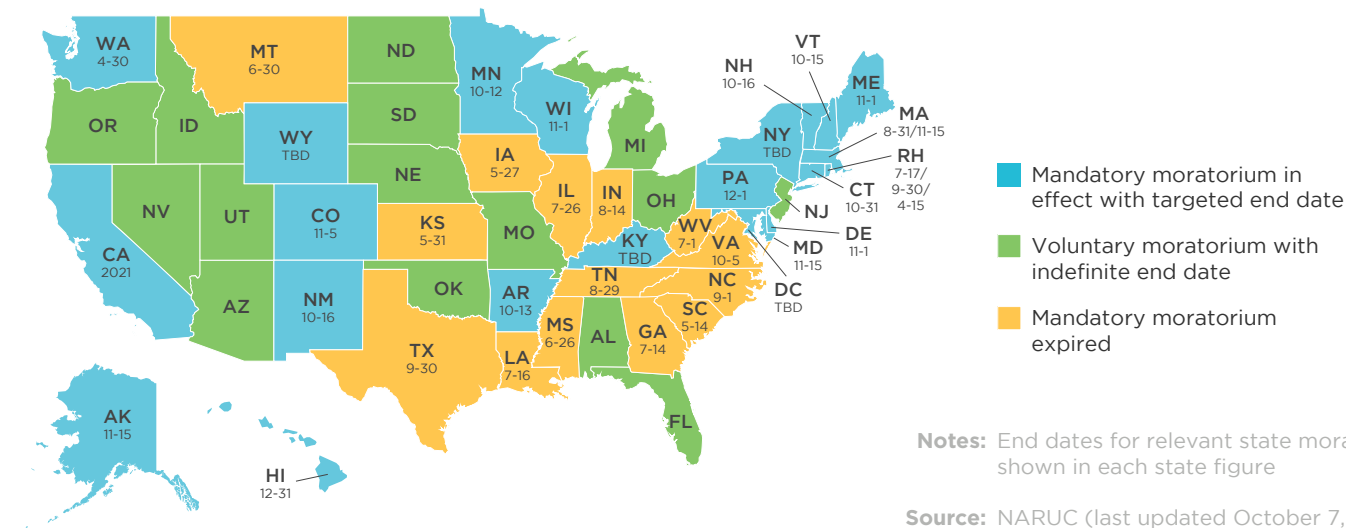 WA
4-30
MT
6-30
ND
MN
10-12
VT
10-15
NH
10-16
ME
11-1
OR
ID
WY
TBD
SD
WI
11-1
MI
NY
TBD
MA
8-31/11-15
IA
5-27
NE
PA
12-1
RH
7-17/
9-30/
4-15
CT
10-31
NV
UT
CO
11-5
KS
5-31
MO
IL
7-26
IN
8-14
OH
NJ
CA
2021
KY
TBD
WV
7-1
VA
10-5
DE
11-1
MD
11-15
DC
TBD
AZ
NM
10-16
OK
AR
10-13
TN
8-29
NC
9-1
SC
5-14
TX
9-30
LA
7-16
MS
6-26
AL
GA
7-14
FL
AK
11-15
HI
12-31
Mandatory moratorium in
effect with targeted end date
Voluntary moratorium with
indefinite end date
Mandatory moratorium
expired
Notes: End dates for relevant state mora
shown in each state figure
Source: NARUC (last updated October 7,